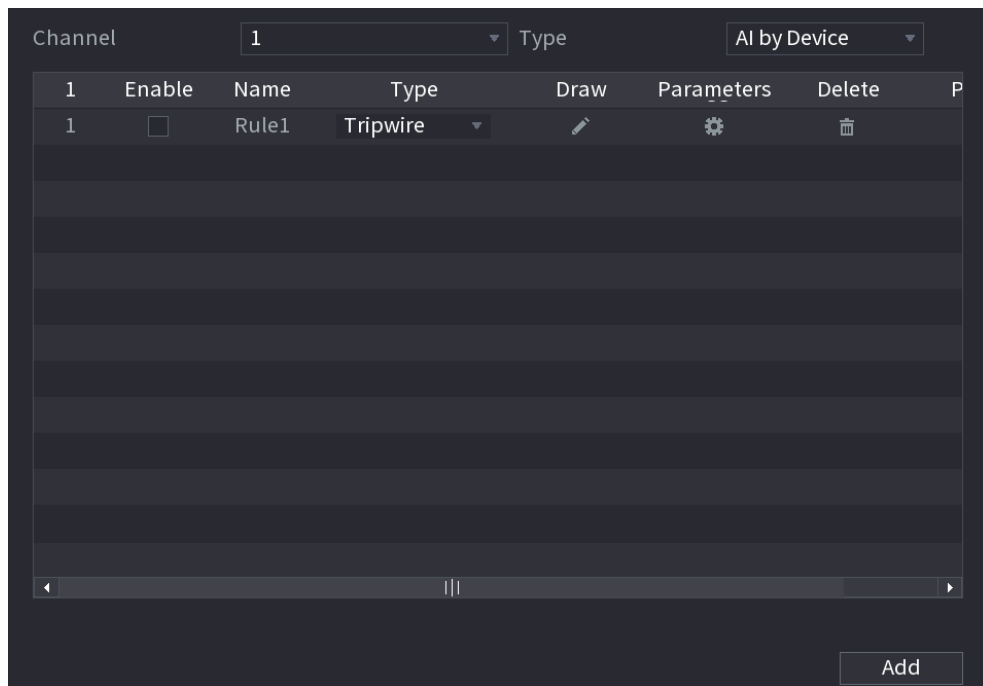 Channel 1 Type AI by Device
1 Enable Name Type Draw Parameters Delete P
1 Rule1 Tripwire
Add